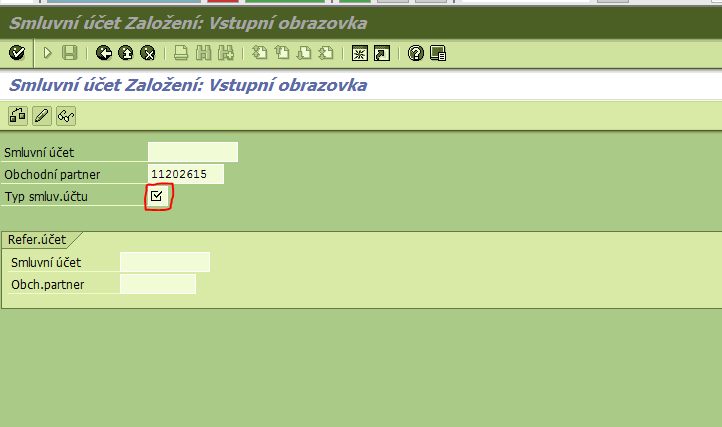 Smluvní účet Založení: Vstupní obrazovka
Smluvní účet Založení: Vstupní obrazovka
Smluvní účet
Obchodní partner 11202615
Typ smluv.účtu
Refer.účet
Smluvní účet
Obch.partner